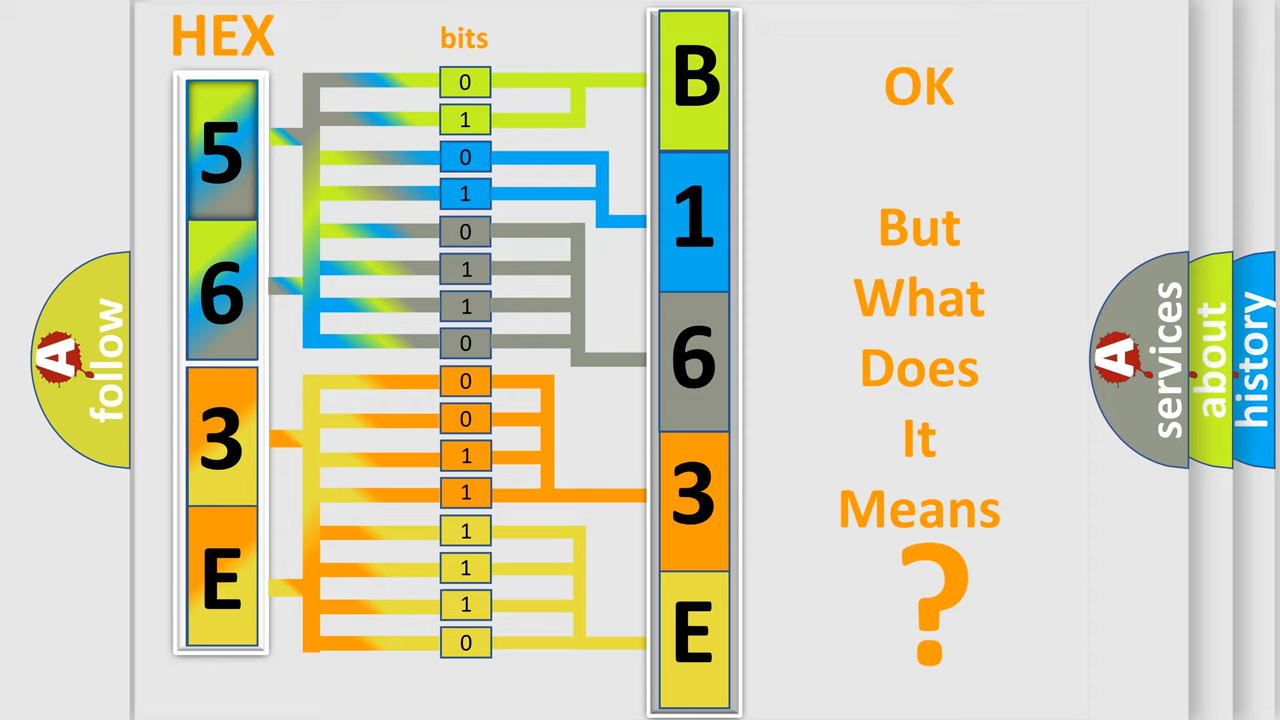 HEX
bits
5
6
3
E
0
1
0
1
0
1
1
0
0
0
1
1
1
1
1
0
B
1
6
3
E
OK
But
What
Does
It
Means
?
A
follow
A
services
about
history